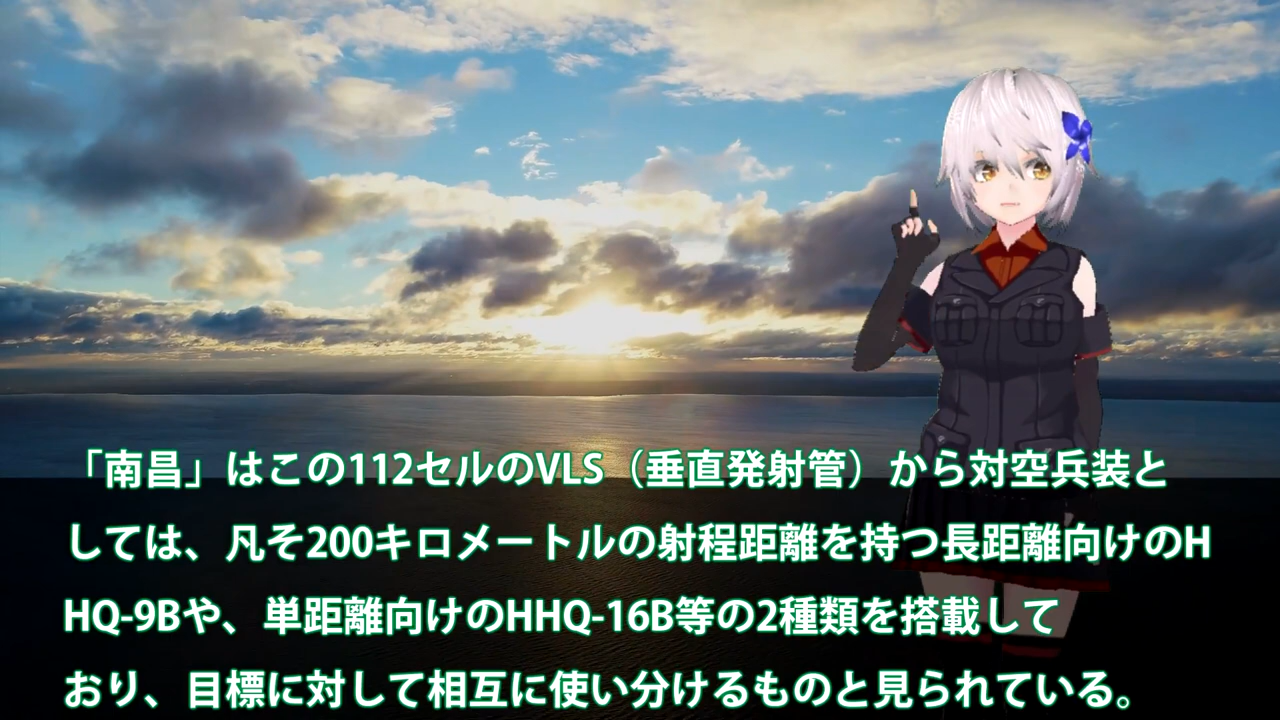 「南昌」はこの112セルのVLS（垂直発射管）から対空兵装と
しては、凡そ200キロメートルの射程距離を持つ長距離向けのH
HQ-9Bや、単距離向けのHHQ-16B等の2種類を搭載して
おり、目標に対して相互に使い分けるものと見られている。